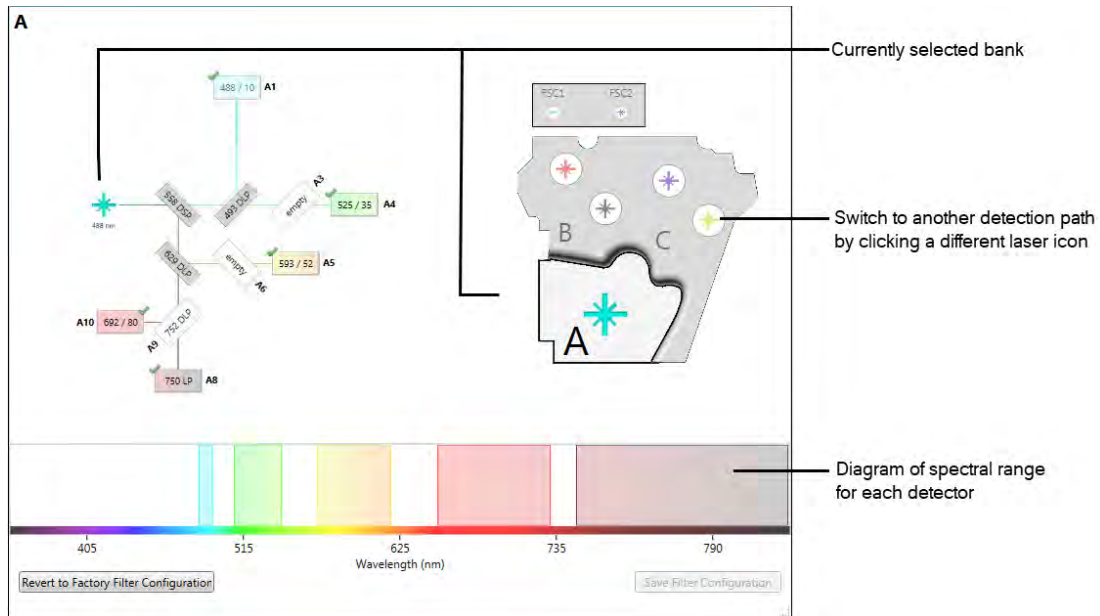 A
Currently selected bank
488 / 10 A1
FSC1 FSC2
A3
558 DSP
493 DLP
empty
525 / 35 A4
488 nm
B
C
Switch to another detection path
by clicking a different laser icon
629 DLP
empty
593 / 52 A5
A6
A10 692 / 80
752 DLP
A9
A
750 LP A8
Diagram of spectral range
for each detector
405 515 625 735 790
Wavelength (nm)
Revert to Factory Filter Configuration
Save Filter Configuration